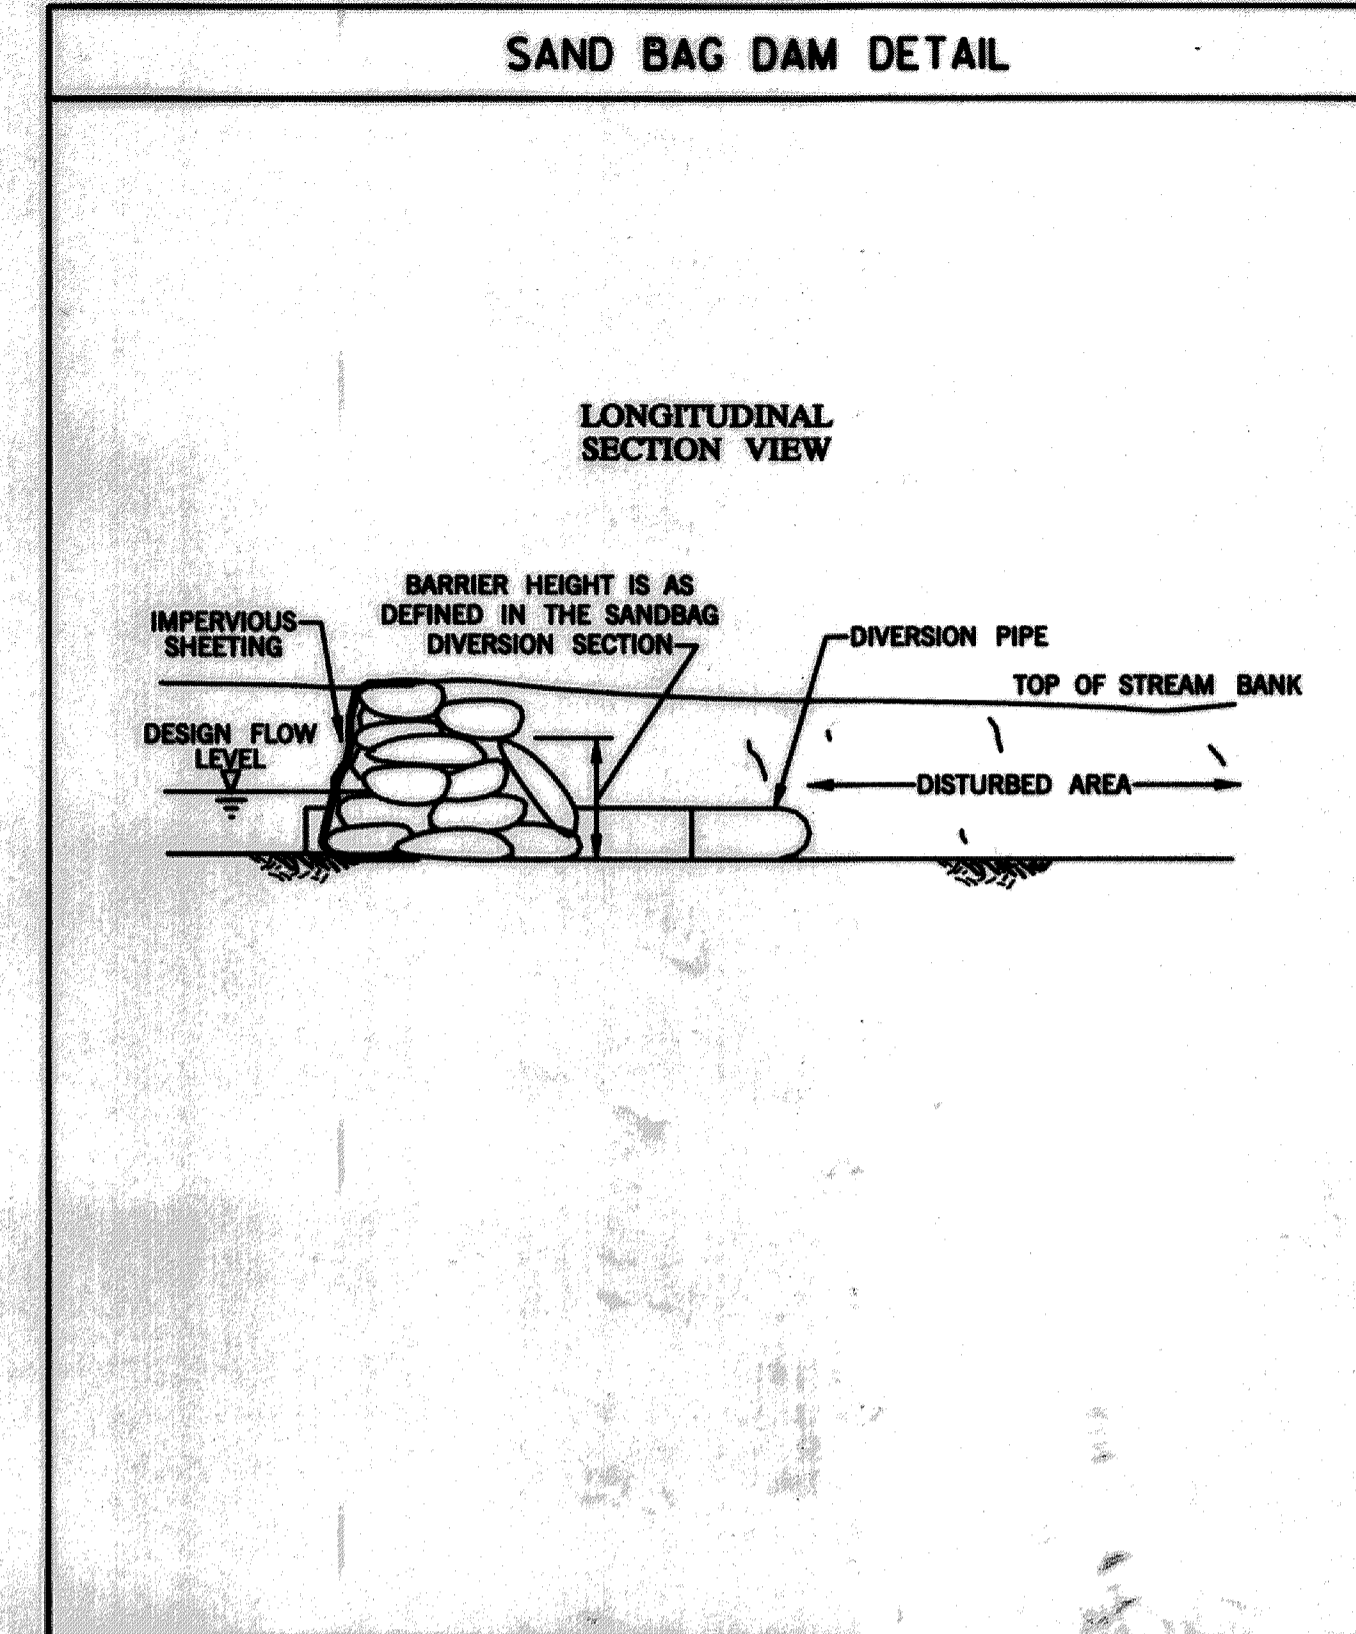 SAND BAG DAM DETAIL
LONGITUDINAL
SECTION VIEW
BARRIER HEIGHT IS AS
DEFINED IN THE SANDBAG
DIVERSION SECTION
IMPERVIOUS
SHEETING
DIVERSION PIPE
TOP OF STREAM BANK
DESIGN FLOW
LEVEL
DISTURBED AREA